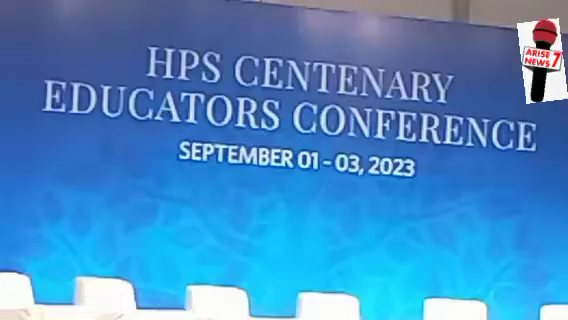 HPS CENTENARY
EDUCATORS CONFERENCE
SEPTEMBER 01 - 03, 2023
ARISE
NEWS 7